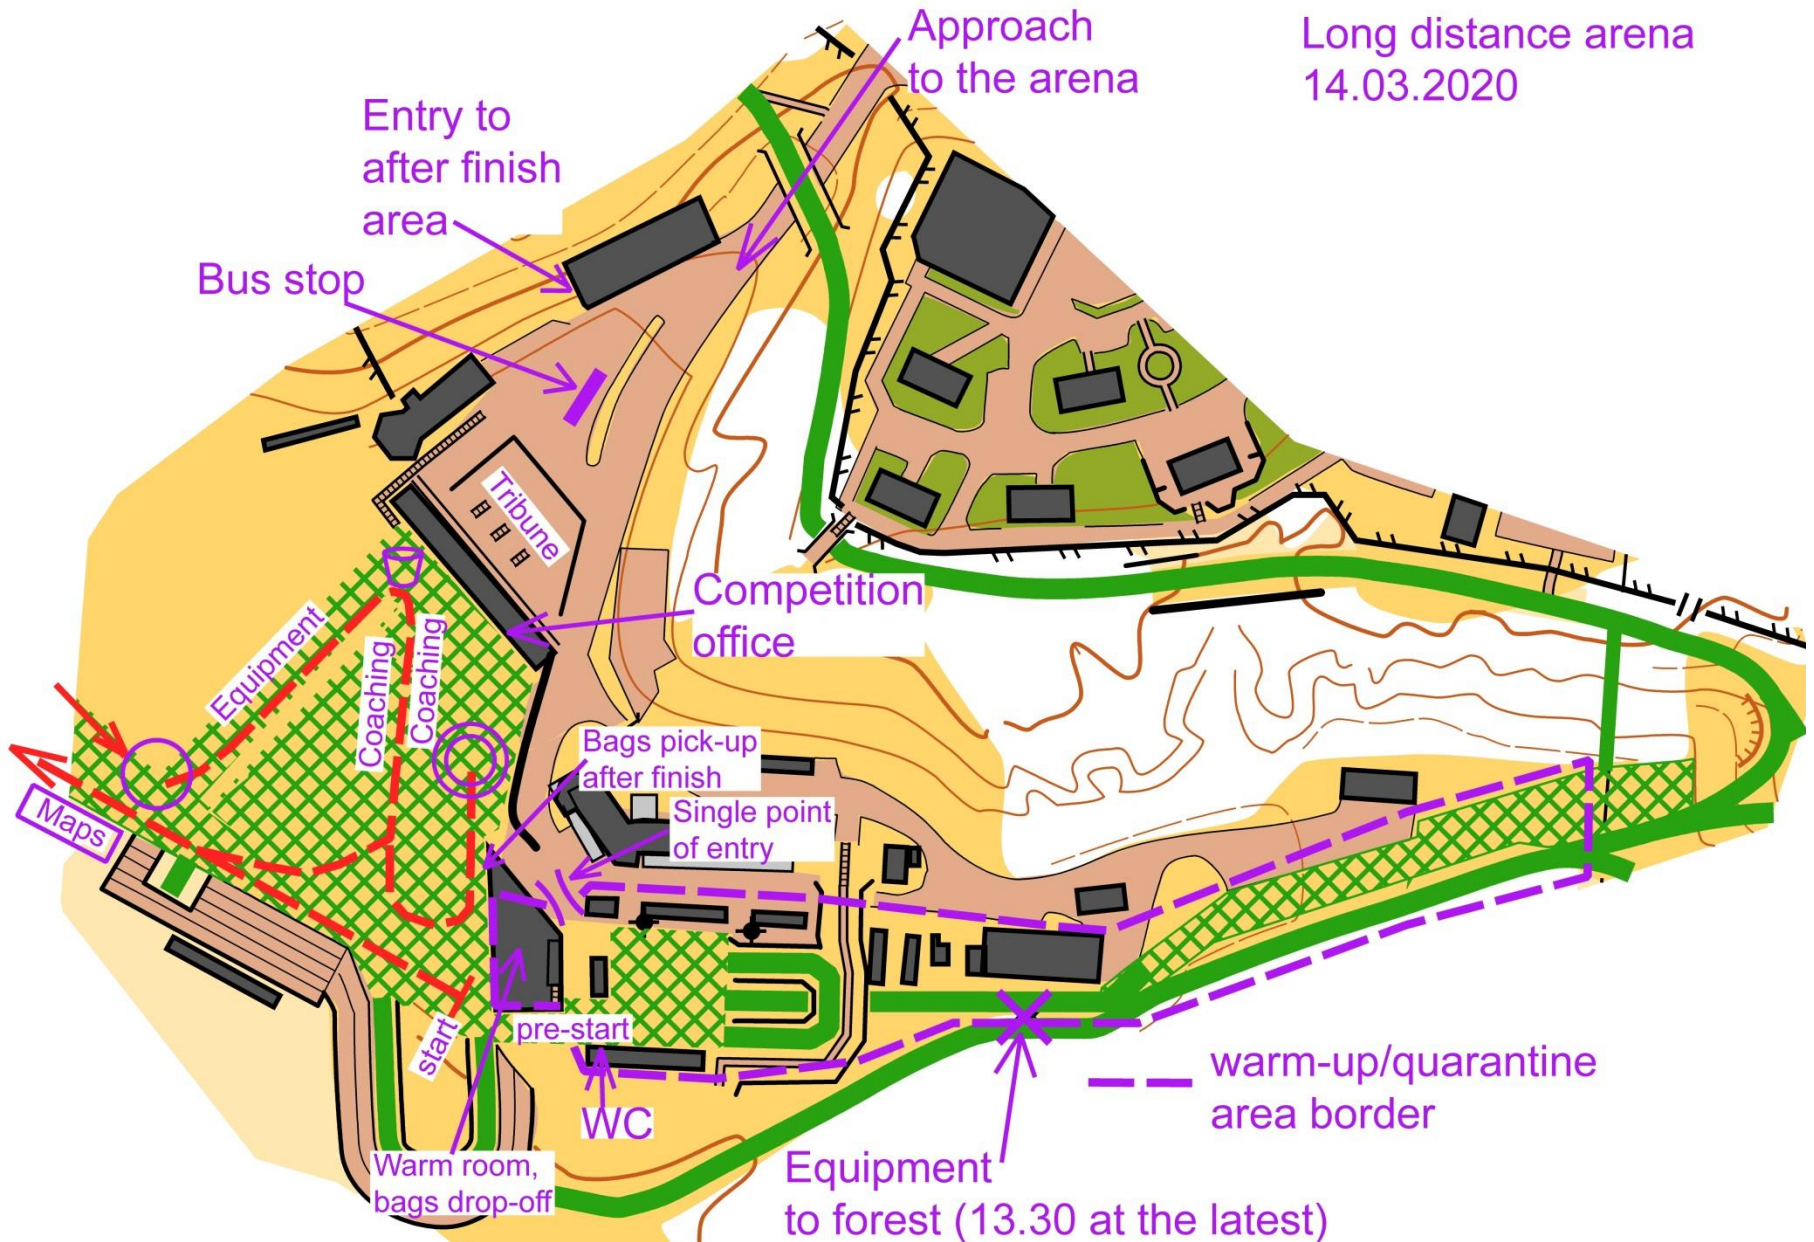 Approach
to the arena
Long distance arena
14.03.2020
Entry to
after finish
area
Bus stop
Tribune
Competition
office
Equipment
Coaching
Coaching
Bags pick-up
after finish
Single point
of entry
Maps
start
pre-start
WC
Warm room,
bags drop-off
Equipment
to forest (13.30 at the latest)
warm-up/quarantine
area border